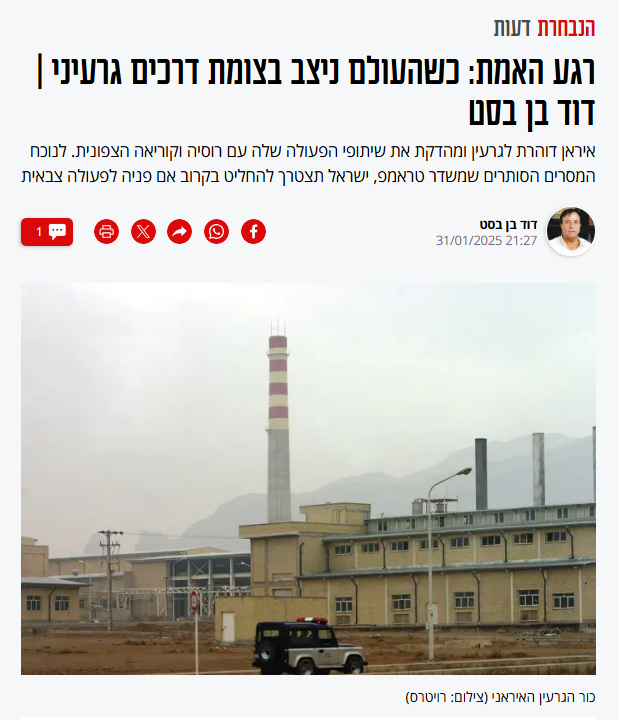 הנבחרת דעות
רגע האמת: כשהעולם ניצב בצומת דרכים גרעיני |
דוד בן בסט
איראן דוהרת לגרעין ומהדקת את שיתופי הפעולה שלה עם רוסיה וקוריאה הצפונית. לנוכח
המסרים הסותרים שמשדר טראמפ, ישראל תצטרך להחליט בקרוב אם פניה לפעולה צבאית
דוד בן בסט
31/01/2025 21:27
1
כור הגרעין האיראני (צילום: רויטרס)